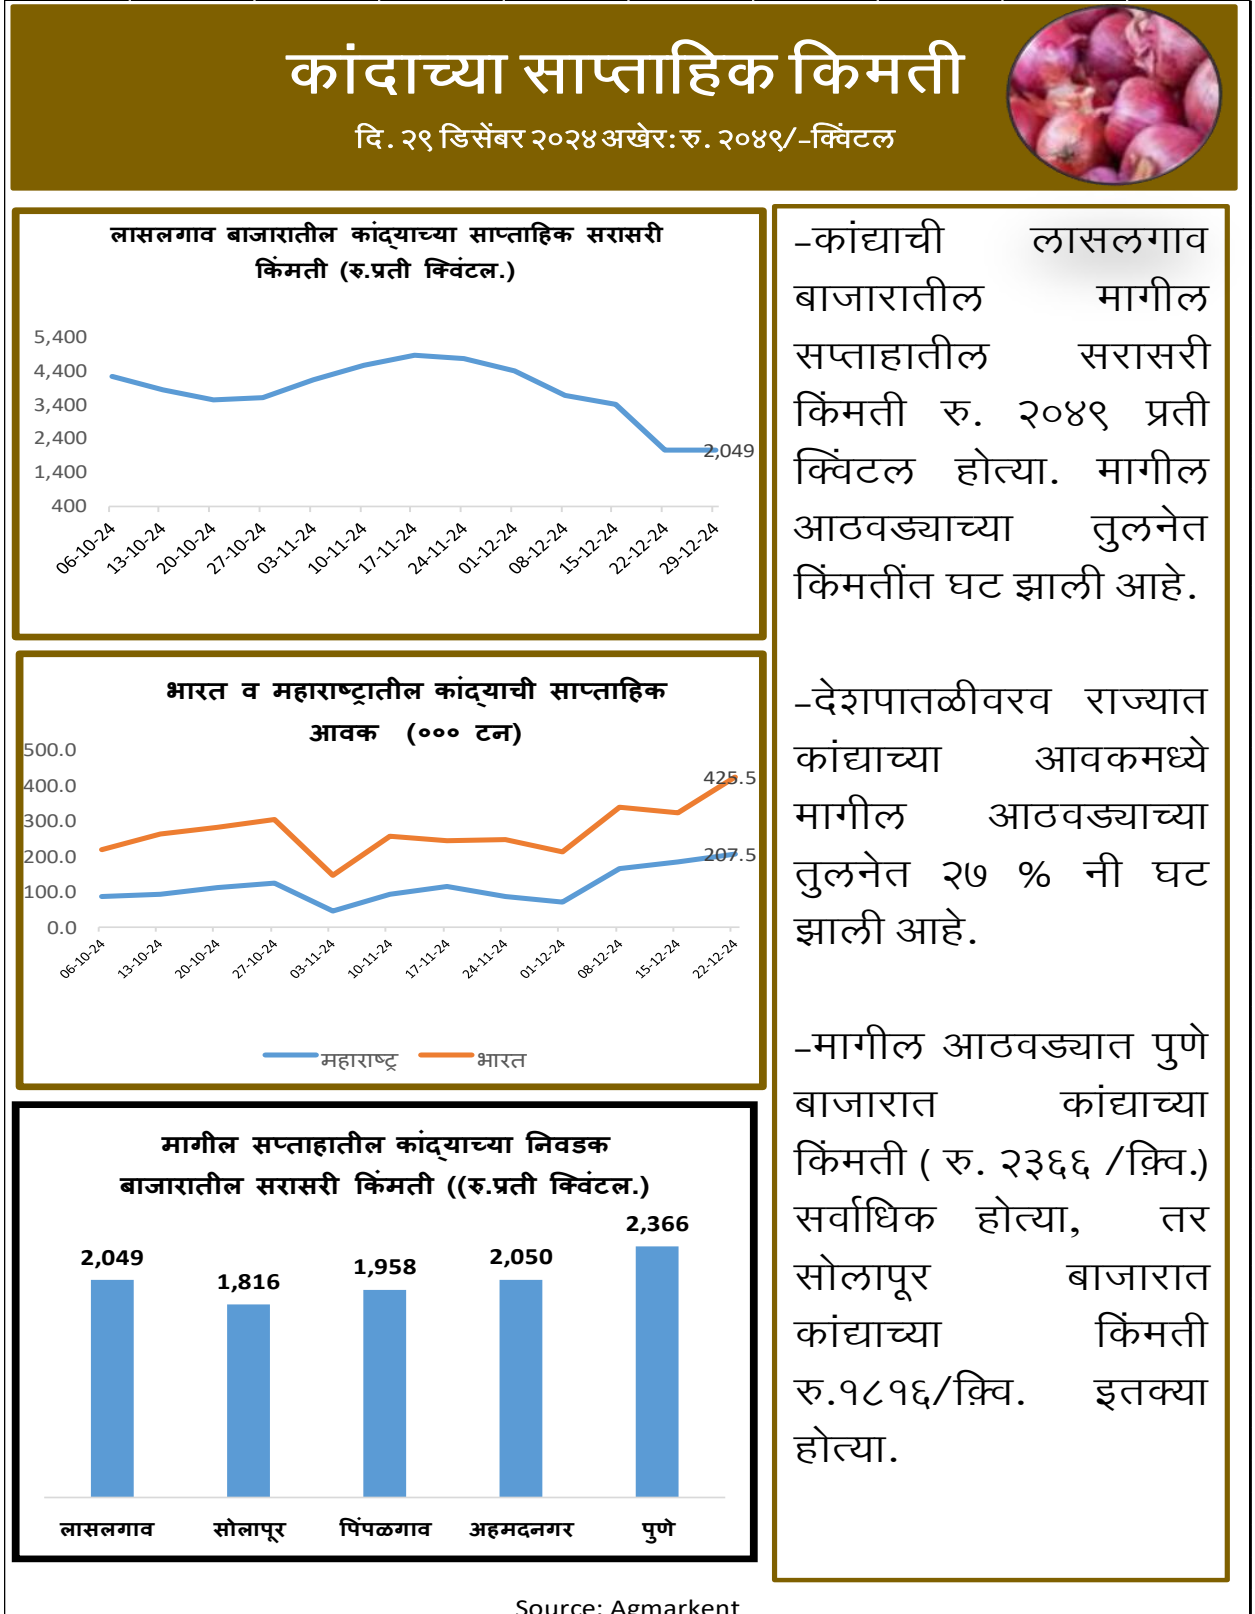 कांदाच्या साप्ताहिक किमती
दि. २९ डिसेंबर २०२४ अखेर: रु. २०४९/-क्विंटल
लासलगाव बाजारातील कांद्याच्या साप्ताहिक सरासरी
किंमती (रु.प्रती क्विंटल.)
5,400
4,400
3,400
2,400
1,400
400
2,049
06-10-24
13-10-24
20-10-24
27-10-24
03-11-24
10-11-24
17-11-24
24-11-24
01-12-24
08-12-24
15-12-24
22-12-24
29-12-24
भारत व महाराष्ट्रातील कांद्याची साप्ताहिक
आवक (००० टन)
500.0
400.0
300.0
200.0
100.0
0.0
425.5
207.5
06-10-24
13-10-24
20-10-24
27-10-24
03-11-24
10-11-24
17-11-24
24-11-24
01-12-24
08-12-24
15-12-24
22-12-24
महाराष्ट्र
भारत
मागील सप्ताहातील कांद्याच्या निवडक
बाजारातील सरासरी किंमती ((रु.प्रती क्विंटल.)
2,049
1,816
1,958
2,050
2,366
लासलगाव
सोलापूर
पिंपळगाव
अहमदनगर
पुणे
-कांद्याची लासलगाव
बाजारातील मागील
सप्ताहातील सरासरी
किंमती रु. २०४९ प्रती
क्विंटल होत्या. मागील
आठवड्याच्या तुलनेत
किंमतींत घट झाली आहे.
-देशपातळीवरव राज्यात
कांद्याच्या आवकमध्ये
मागील आठवड्याच्या
तुलनेत २७ % नी घट
झाली आहे.
-मागील आठवड्यात पुणे
बाजारात कांद्याच्या
किंमती ( रु. २३६६ /क़्वि.)
सर्वाधिक होत्या, तर
सोलापूर बाजारात
कांद्याच्या किंमती
रु.१८१६/क़्वि. इतक्या
होत्या.
Source: Agmarkent